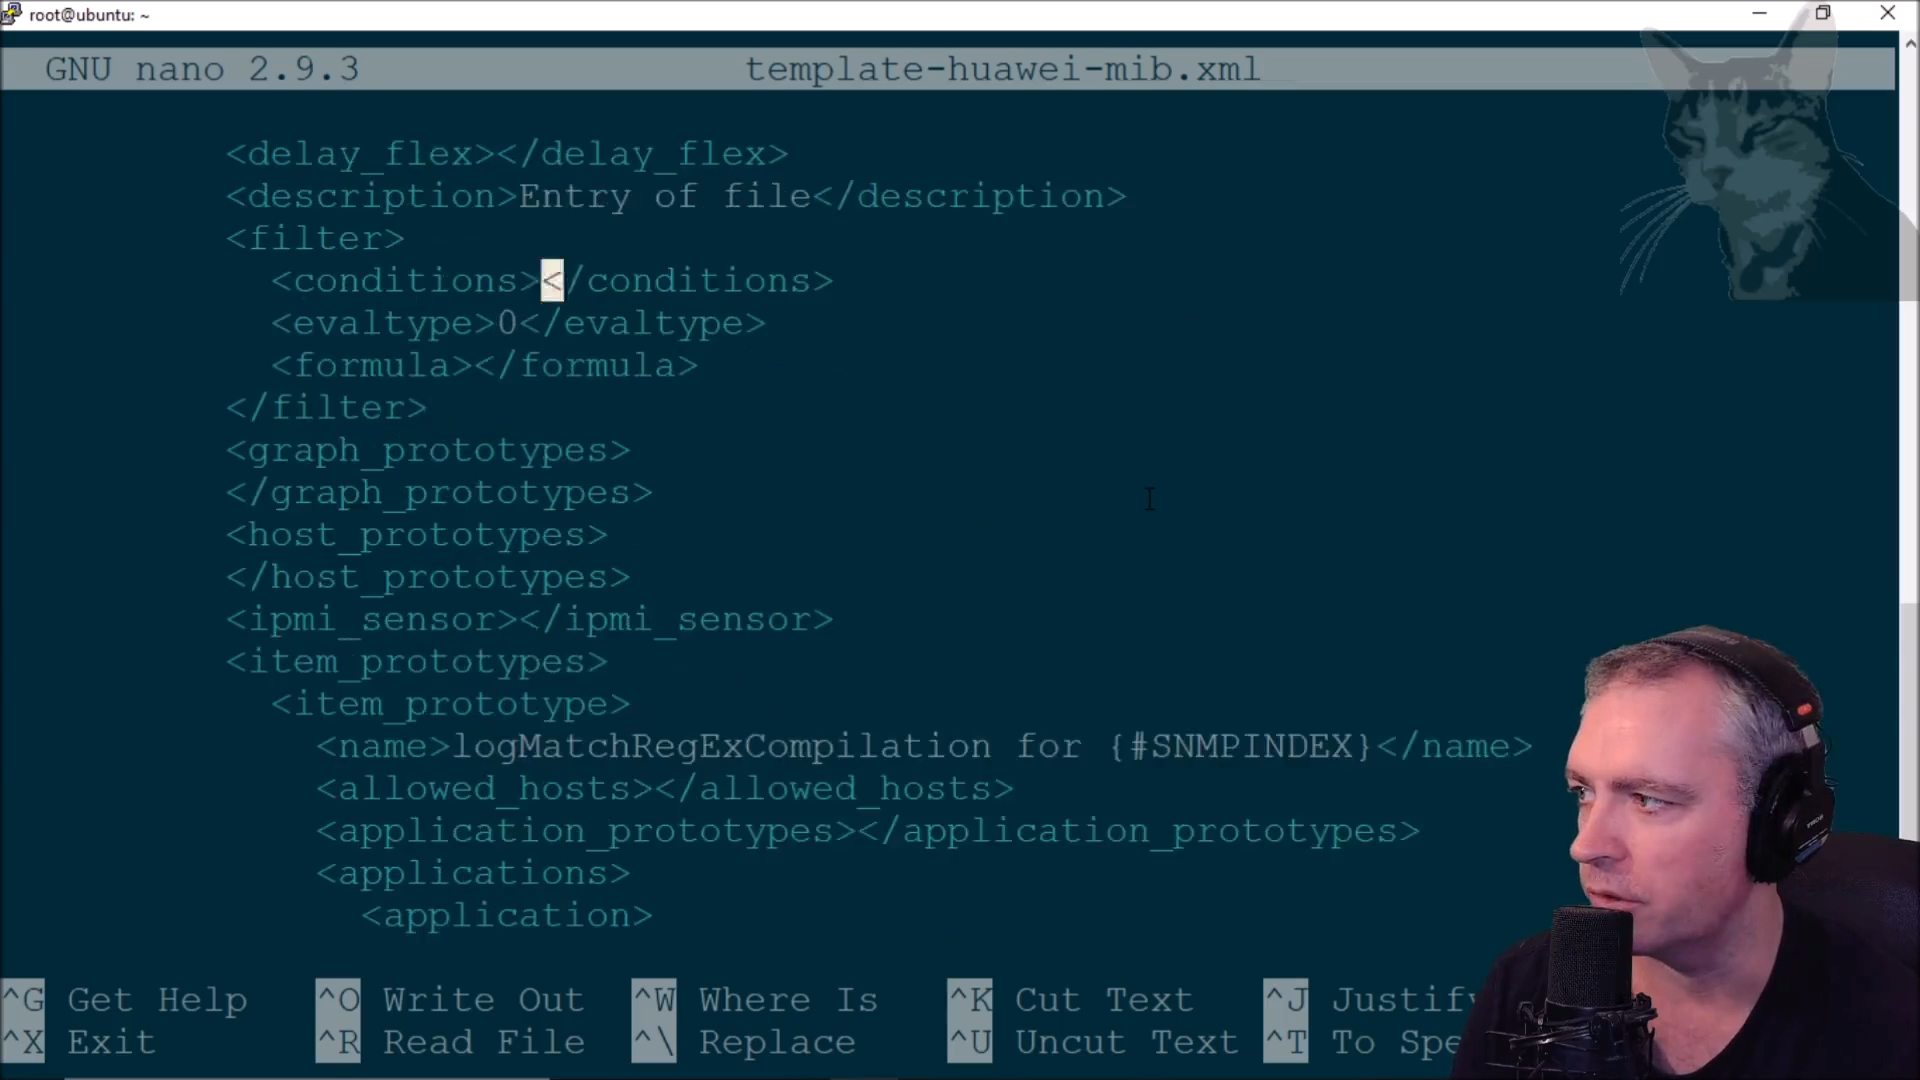 root@ubuntu: ~
GNU nano 2.9.3 template-huawei-mib.xml
<delay_flex></delay_flex>
<description>Entry of file</description>
<filter>
<conditions></conditions>
<evaltype>0</evaltype>
<formula></formula>
</filter>
<graph_prototypes>
</graph_prototypes>
<host_prototypes>
</host_prototypes>
<ipmi_sensor></ipmi_sensor>
<item_prototypes>
<item_prototype>
<name>logMatchRegExCompilation for {#SNMPINDEX}</name>
<allowed_hosts></allowed_hosts>
<application_prototypes></application_prototypes>
<applications>
<application>
^G Get Help ^O Write Out ^W Where Is ^K Cut Text ^J Justify
^X Exit ^R Read File ^\ Replace ^U Uncut Text ^T To Spe